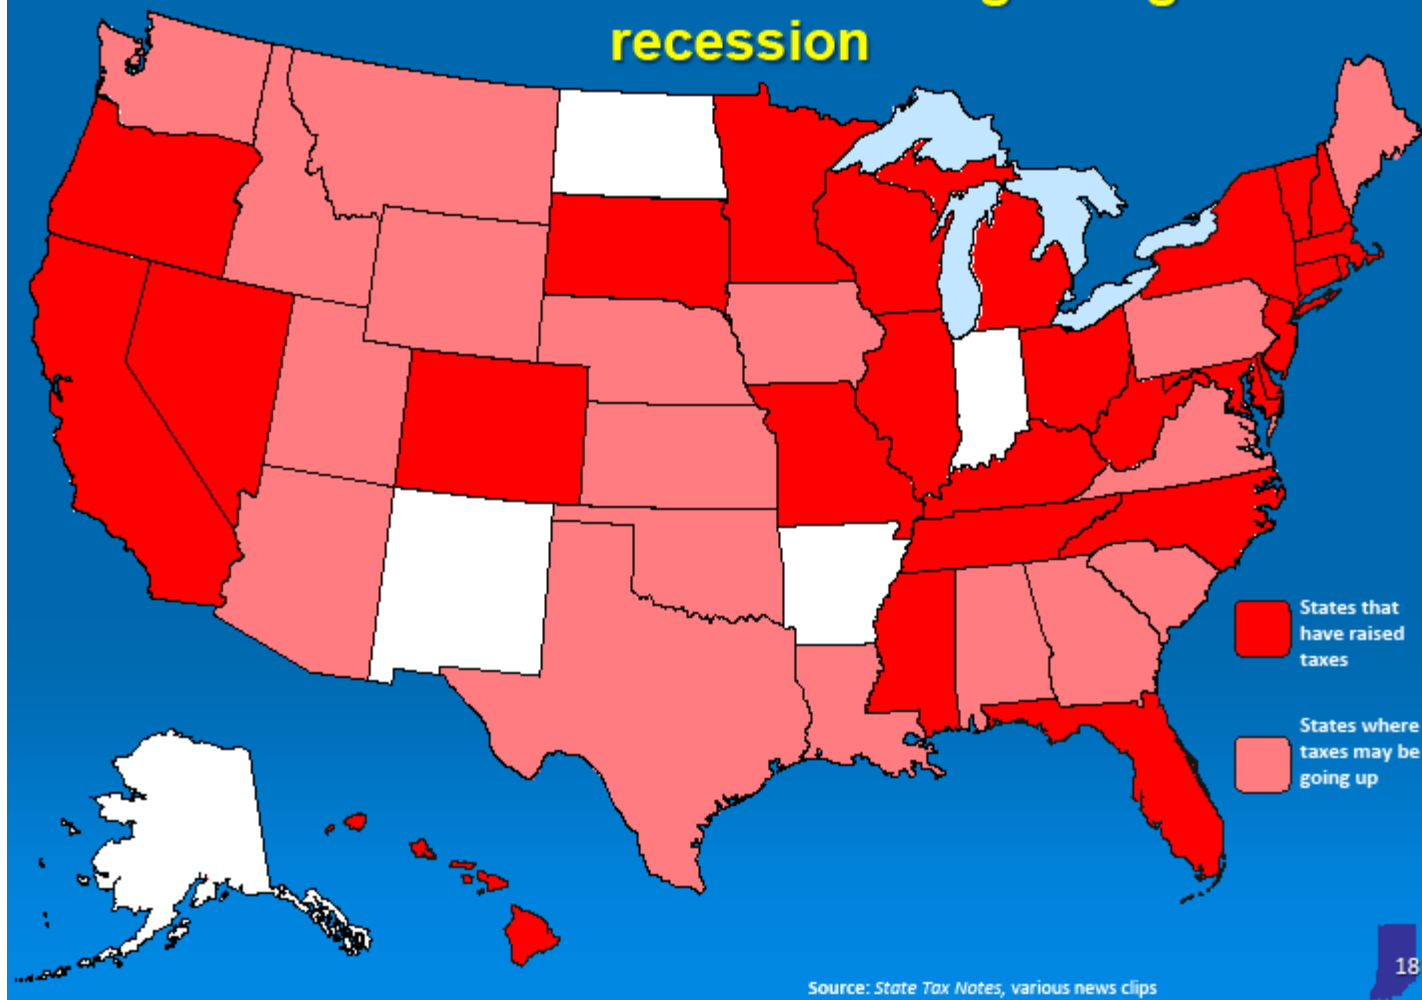 recession
States that
have raised
taxes
States where
taxes may be
going up
Source: State Tax Notes, various news clips
18